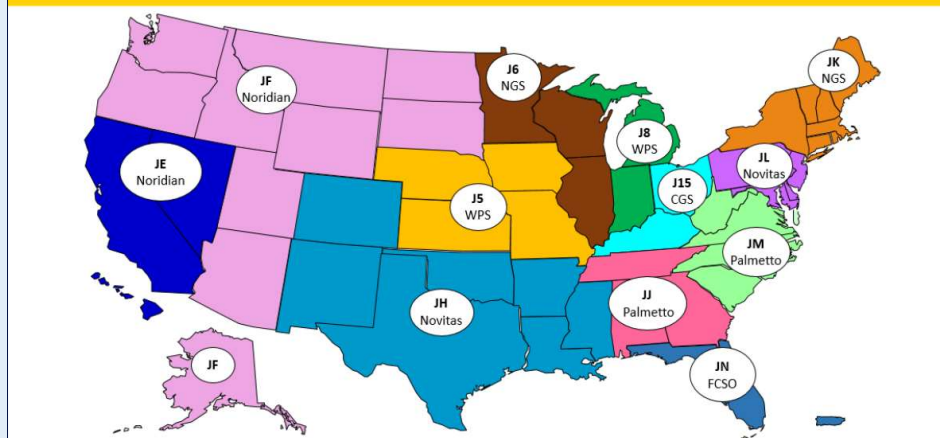 JF
Noridian
J6
NGS
JK
NGS
JE
Noridian
J8
WPS
JL
Novitas
J15
CGS
J5
WPS
JM
Palmetto
JH
Novitas
JJ
Palmetto
JF
JN
FCSO